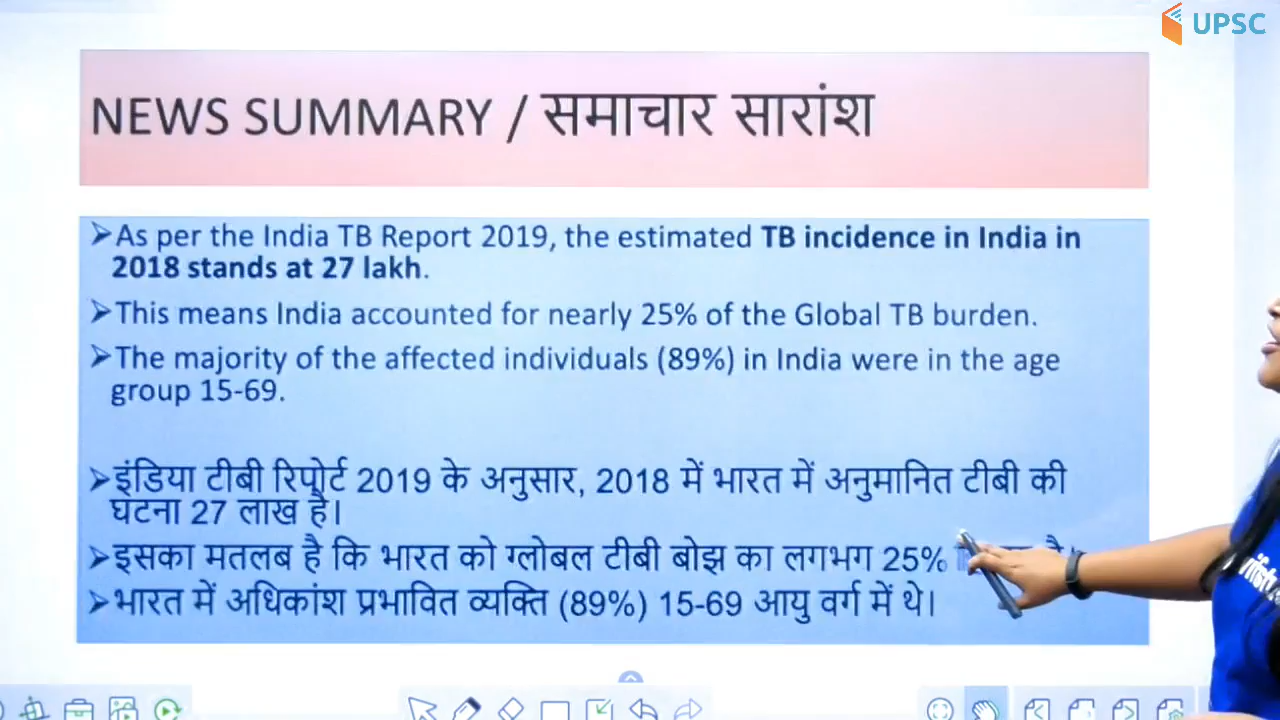 UPSC
NEWS SUMMARY / समाचार सारांश
➢As per the India TB Report 2019, the estimated TB incidence in India in
2018 stands at 27 lakh.
➢This means India accounted for nearly 25% of the Global TB burden.
➢The majority of the affected individuals (89%) in India were in the age
group 15-69.
➢इंडिया टीबी रिपोर्ट 2019 के अनुसार, 2018 में भारत में अनुमानित टीबी की
घटना 27 लाख है।
➢इसका मतलब है कि भारत को ग्लोबल टीबी बोझ का लगभग 25%
➢भारत में अधिकांश प्रभावित व्यक्ति (89%) 15-69 आयु वर्ग में थे।